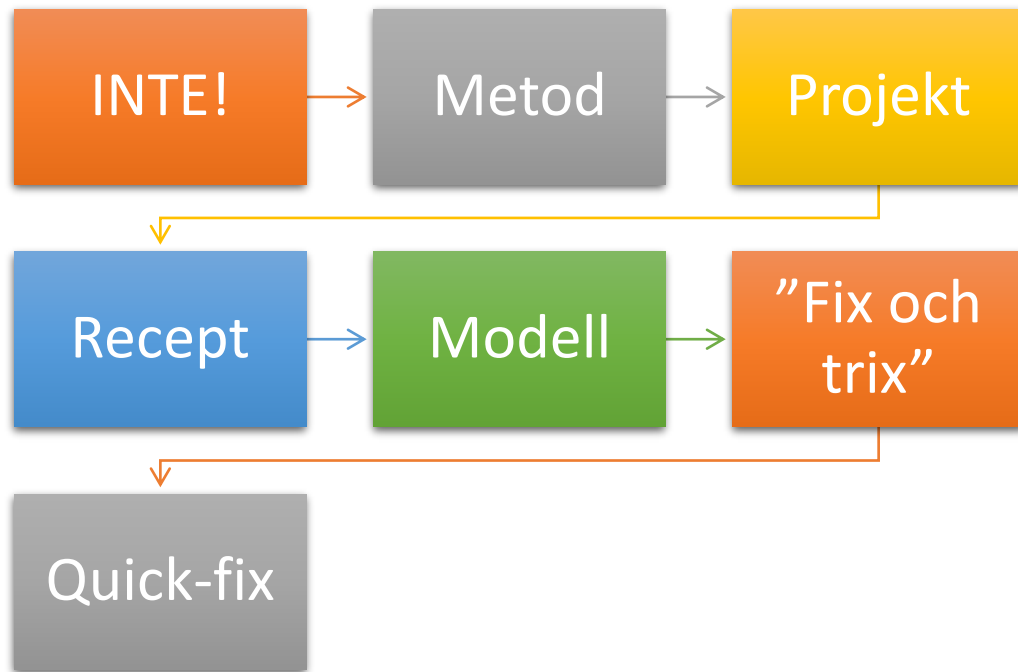 INTE!
Metod
Projekt
Recept
Modell
”Fix och
trix”
Quick-fix